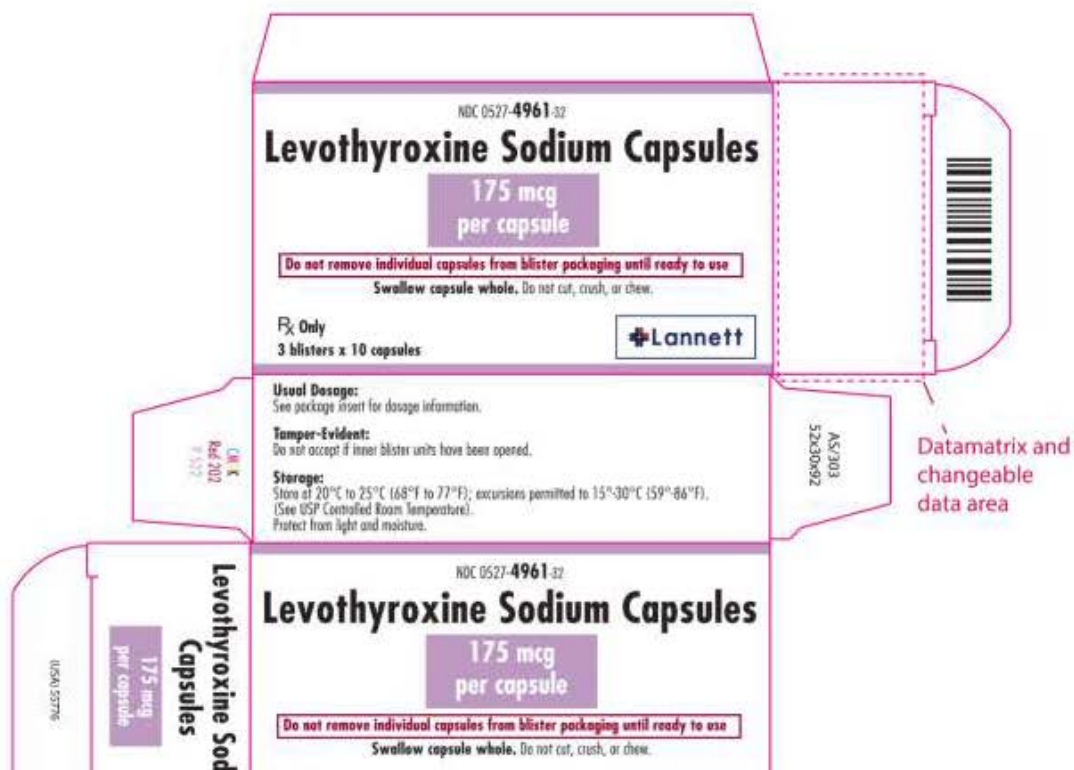 NDC 0527-4961-32
Levothyroxine Sodium Capsules
175 mcg
per capsule
Do not remove individual capsules from blister packaging until ready to use
Swallow capsule whole. Do not cut, crush, or chew.
Rx Only
3 blisters x 10 capsules
Lannett
Usual Dosage:
See package insert for dosage information.
Tamper-Evident:
Do not accept if inner blister units have been opened.
Storage:
Store at 20°C to 25°C (68°F to 77°F); excursions permitted to 15°-30°C (59°-86°F).
(See USP Controlled Room Temperature).
Protect from light and moisture.
CMYK
Red 202
P 522
AS/303
52x30x92
Datamatrix and
changeable
data area
NDC 0527-4961-32
Levothyroxine Sodium Capsules
175 mcg
per capsule
Do not remove individual capsules from blister packaging until ready to use
Swallow capsule whole. Do not cut, crush, or chew.
Levothyroxine Sod
Capsules
175 mcg
per capsule
(USA) 55776